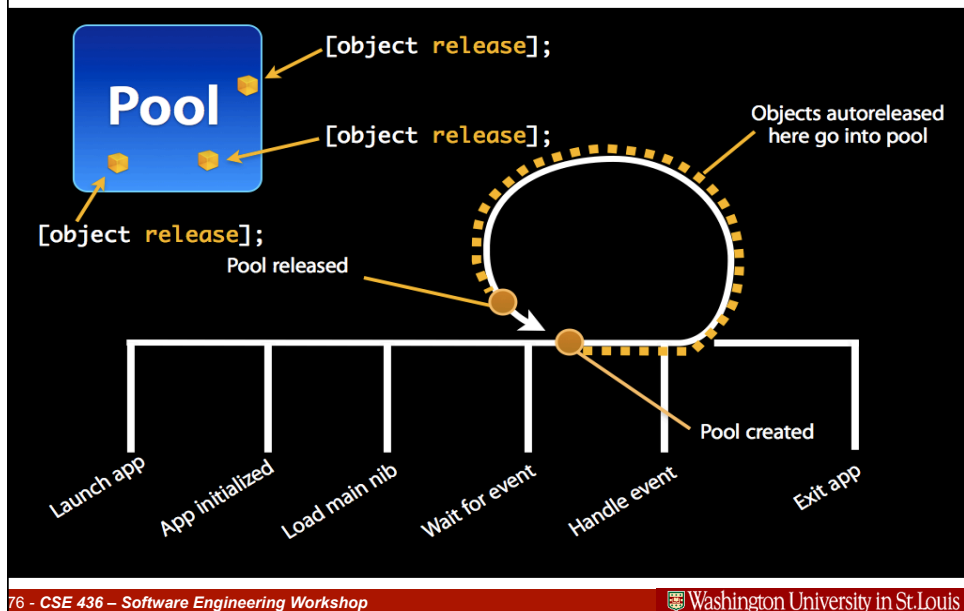 [object release];
Pool
[object release];
[object release];
Objects autoreleased
here go into pool
Pool released
Pool created
Launch app
App initialized
Load main nib
Wait for event
Handle event
Exit app
76 - CSE 436 – Software Engineering Workshop
Washington University in St.Louis